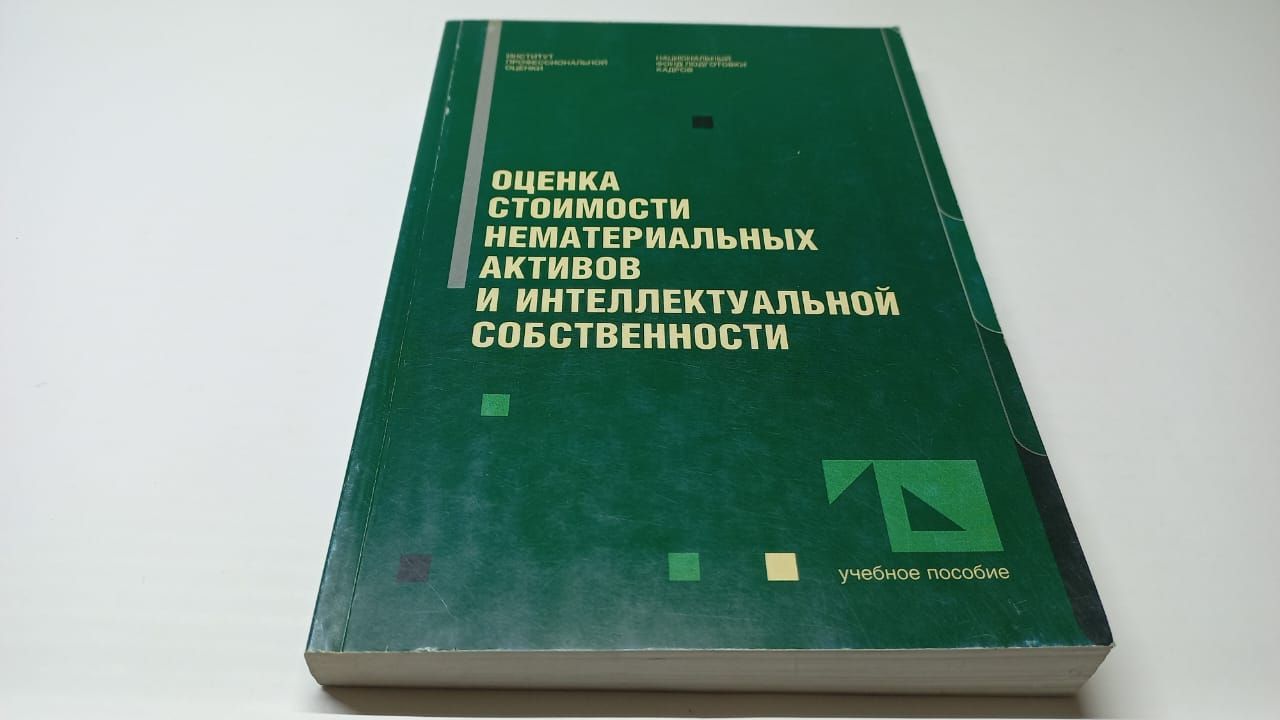 ИНСТИТУТ
ПРОФЕССИОНАЛЬНОЙ
ОЦЕНКИ
НАЦИОНАЛЬНЫЙ
ФОНД ПОДГОТОВКИ
КАДРОВ
ОЦЕНКА
СТОИМОСТИ
НЕМАТЕРИАЛЬНЫХ
АКТИВОВ
И ИНТЕЛЛЕКТУАЛЬНОЙ
СОБСТВЕННОСТИ
учебное пособие